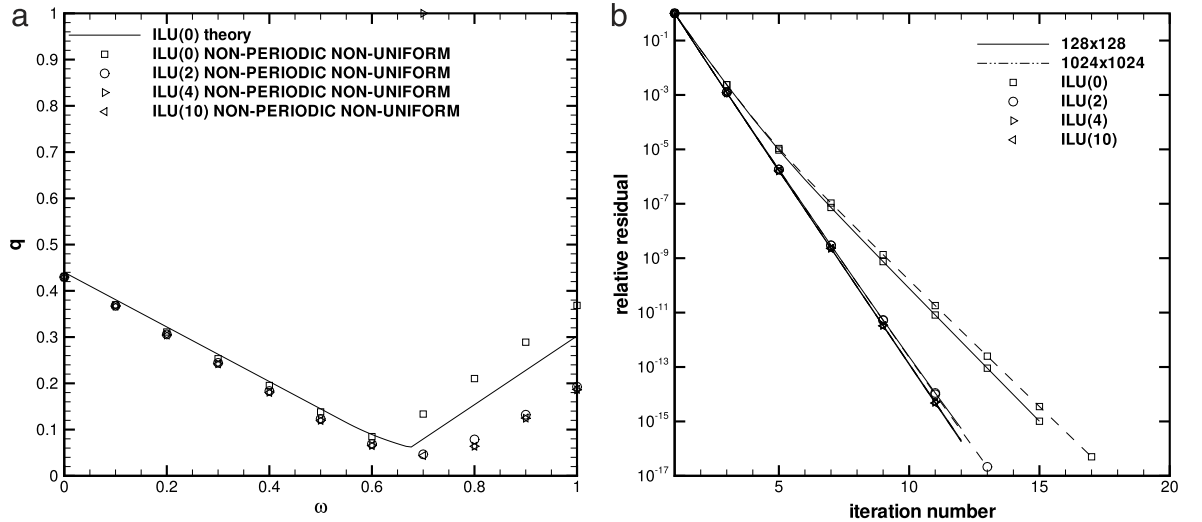 a
ILU(0) theory
ILU(0) NON-PERIODIC NON-UNIFORM
ILU(2) NON-PERIODIC NON-UNIFORM
ILU(4) NON-PERIODIC NON-UNIFORM
ILU(10) NON-PERIODIC NON-UNIFORM
1
0.9
0.8
0.7
0.6
0.5
0.4
0.3
0.2
0.1
0
q
0
0.2
0.4
0.6
0.8
1
ω
b
128x128
1024x1024
ILU(0)
ILU(2)
ILU(4)
ILU(10)
10-1
10-3
10-5
10-7
10-9
10-11
10-13
10-15
10-17
relative residual
5
10
15
20
iteration number